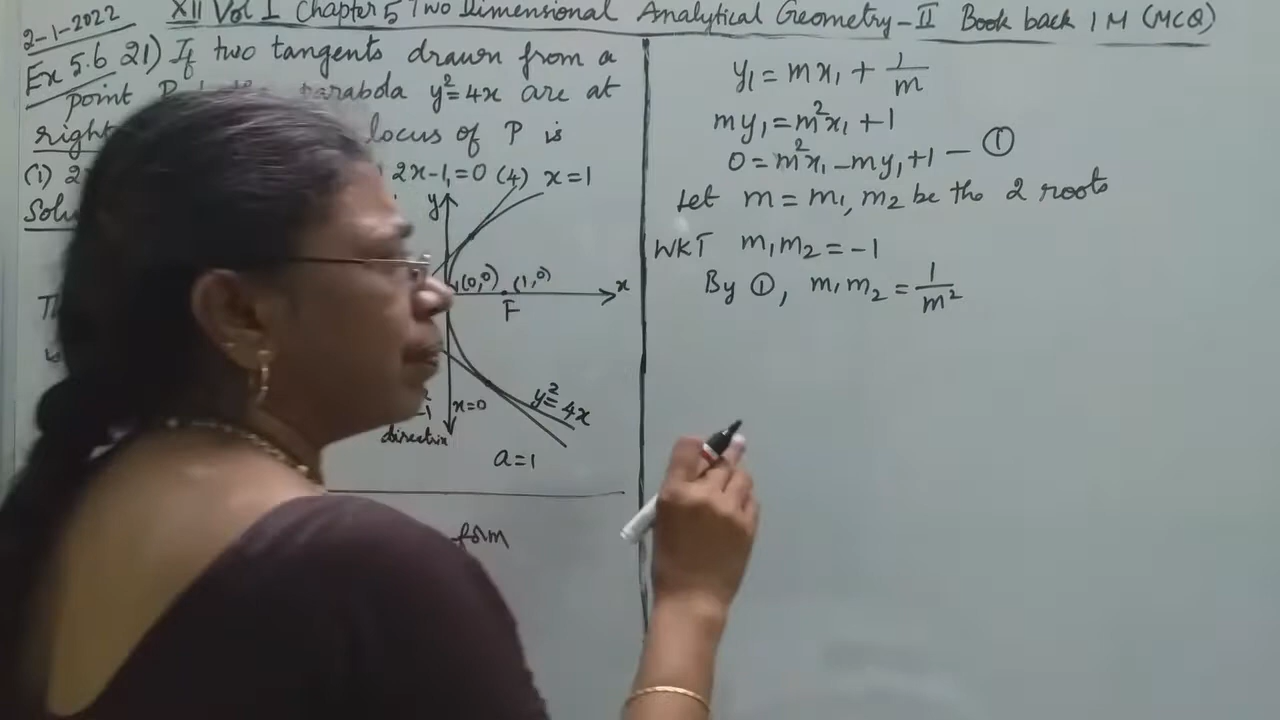 2-1-2022
XII Vol I Chapter 5 Two Dimensional Analytical Geometry - II Book back 1M (MCQ)
Ex 5.6 21) If two tangents drawn from a
point P parabola y²=4x are at
right locus of P is
(1) 2 2x-1=0 (4) x=1
Solu
y
(0,0) (1,0) x
F
y²=4x
-1 x=0
directrix
a=1
form
y₁ = mx₁ + 1/m
my₁ = m²x₁ + 1
0 = m²x₁ - my₁ + 1 — ①
Let m = m₁, m₂ be the 2 roots
WKT m₁m₂ = -1
By ①, m₁m₂ = 1/m²